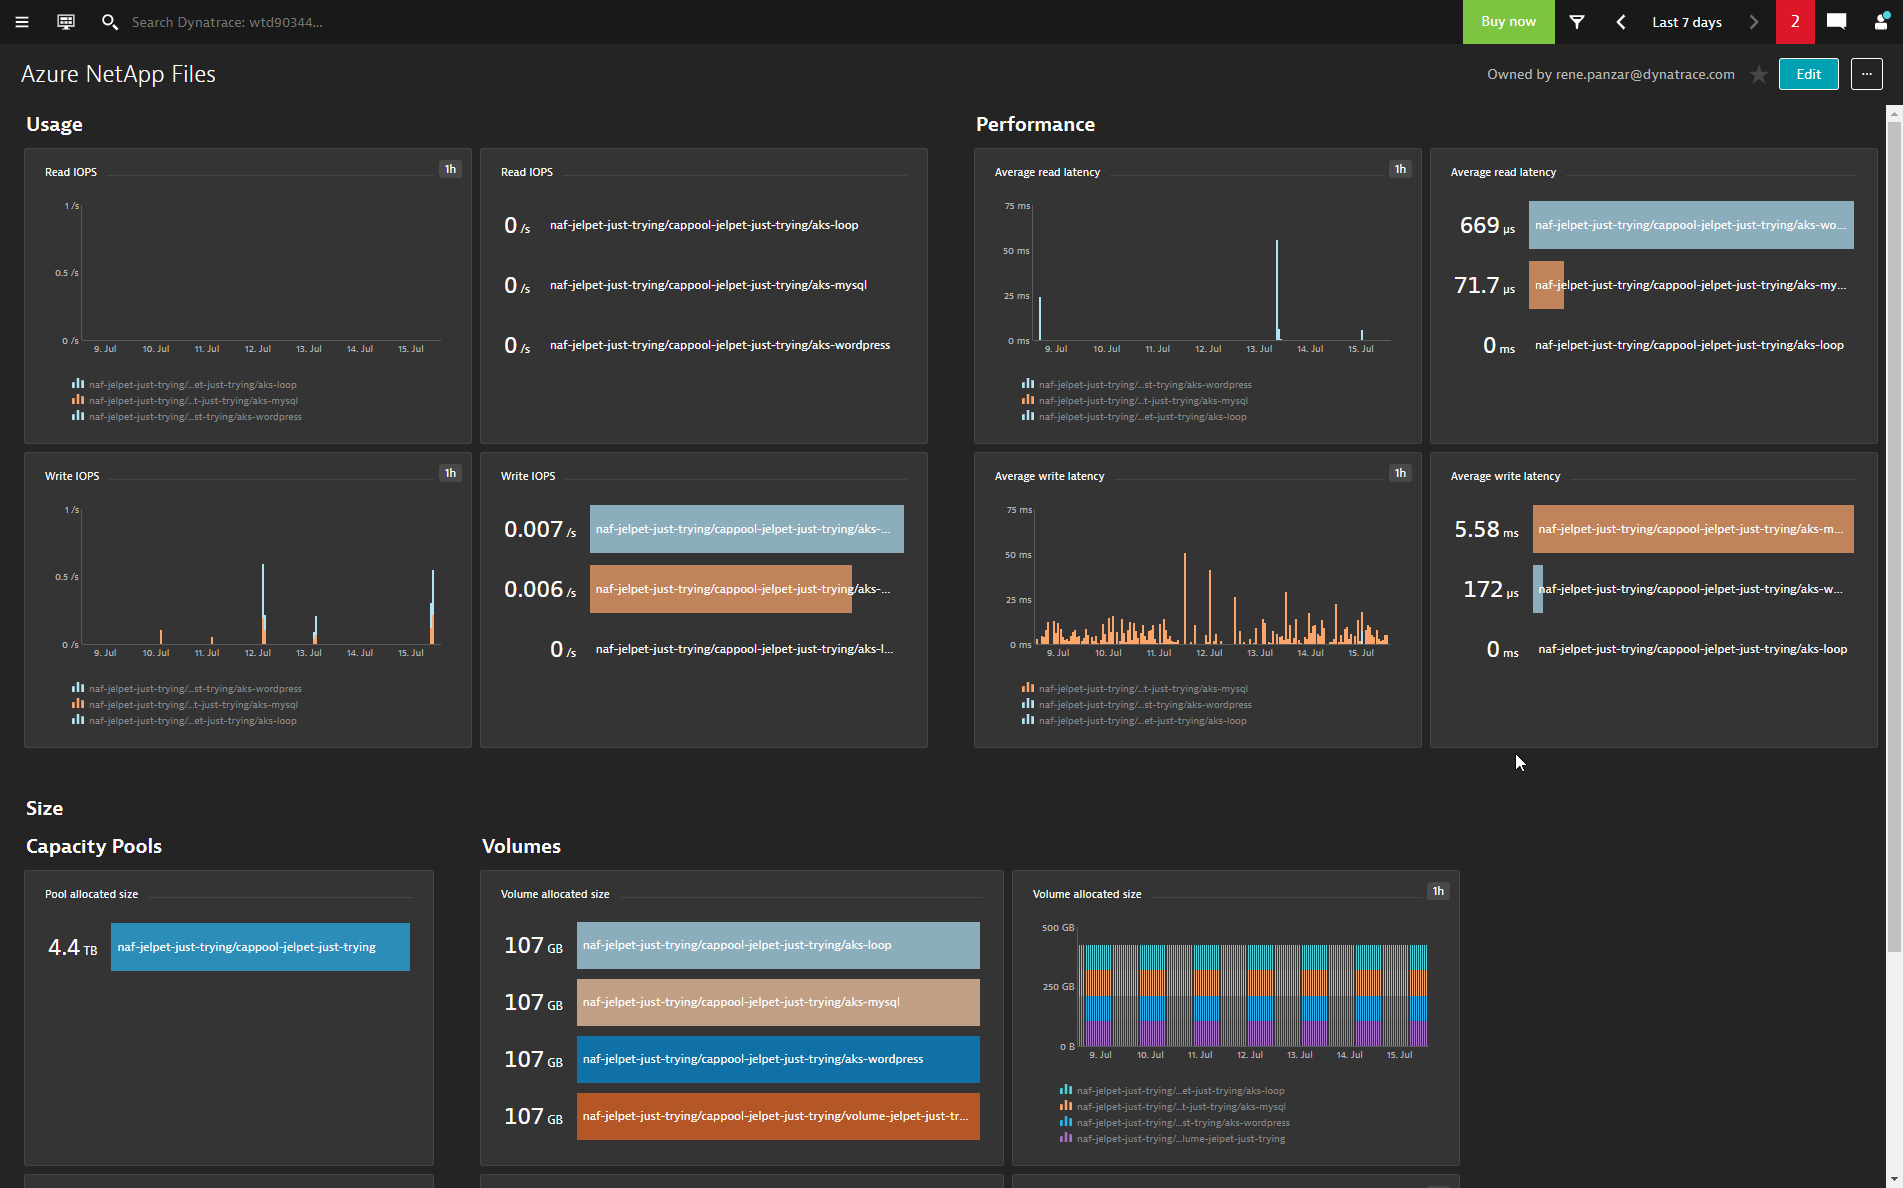 Search Dynatrace: wtd90344...
Buy now
Last 7 days
2
Azure NetApp Files
Owned by rene.panzar@dynatrace.com
Edit
...
Usage
Read IOPS
1h
1 /s
0.5 /s
0 /s
9. Jul 10. Jul 11. Jul 12. Jul 13. Jul 14. Jul 15. Jul
naf-jelpet-just-trying/...et-just-trying/aks-loop
naf-jelpet-just-trying/...t-just-trying/aks-mysql
naf-jelpet-just-trying/...st-trying/aks-wordpress
Read IOPS
0 /s naf-jelpet-just-trying/cappool-jelpet-just-trying/aks-loop
0 /s naf-jelpet-just-trying/cappool-jelpet-just-trying/aks-mysql
0 /s naf-jelpet-just-trying/cappool-jelpet-just-trying/aks-wordpress
Write IOPS
1h
1 /s
0.5 /s
0 /s
9. Jul 10. Jul 11. Jul 12. Jul 13. Jul 14. Jul 15. Jul
naf-jelpet-just-trying/...st-trying/aks-wordpress
naf-jelpet-just-trying/...t-just-trying/aks-mysql
naf-jelpet-just-trying/...et-just-trying/aks-loop
Write IOPS
0.007 /s naf-jelpet-just-trying/cappool-jelpet-just-trying/aks-...
0.006 /s naf-jelpet-just-trying/cappool-jelpet-just-trying/aks-...
0 /s naf-jelpet-just-trying/cappool-jelpet-just-trying/aks-l...
Performance
Average read latency
1h
75 ms
50 ms
25 ms
0 ms
9. Jul 10. Jul 11. Jul 12. Jul 13. Jul 14. Jul 15. Jul
naf-jelpet-just-trying/...st-trying/aks-wordpress
naf-jelpet-just-trying/...t-just-trying/aks-mysql
naf-jelpet-just-trying/...et-just-trying/aks-loop
Average read latency
669 µs naf-jelpet-just-trying/cappool-jelpet-just-trying/aks-wo...
71.7 µs naf-jelpet-just-trying/cappool-jelpet-just-trying/aks-my...
0 ms naf-jelpet-just-trying/cappool-jelpet-just-trying/aks-loop
Average write latency
1h
75 ms
50 ms
25 ms
0 ms
9. Jul 10. Jul 11. Jul 12. Jul 13. Jul 14. Jul 15. Jul
naf-jelpet-just-trying/...t-just-trying/aks-mysql
naf-jelpet-just-trying/...st-trying/aks-wordpress
naf-jelpet-just-trying/...et-just-trying/aks-loop
Average write latency
5.58 ms naf-jelpet-just-trying/cappool-jelpet-just-trying/aks-m...
172 µs naf-jelpet-just-trying/cappool-jelpet-just-trying/aks-w...
0 ms naf-jelpet-just-trying/cappool-jelpet-just-trying/aks-loop
Size
Capacity Pools
Pool allocated size
4.4 TB naf-jelpet-just-trying/cappool-jelpet-just-trying
Volumes
Volume allocated size
107 GB naf-jelpet-just-trying/cappool-jelpet-just-trying/aks-loop
107 GB naf-jelpet-just-trying/cappool-jelpet-just-trying/aks-mysql
107 GB naf-jelpet-just-trying/cappool-jelpet-just-trying/aks-wordpress
107 GB naf-jelpet-just-trying/cappool-jelpet-just-trying/volume-jelpet-just-tr...
Volume allocated size
1h
500 GB
250 GB
0 B
9. Jul 10. Jul 11. Jul 12. Jul 13. Jul 14. Jul 15. Jul
naf-jelpet-just-trying/...et-just-trying/aks-loop
naf-jelpet-just-trying/...t-just-trying/aks-mysql
naf-jelpet-just-trying/...st-trying/aks-wordpress
naf-jelpet-just-trying/...lume-jelpet-just-trying